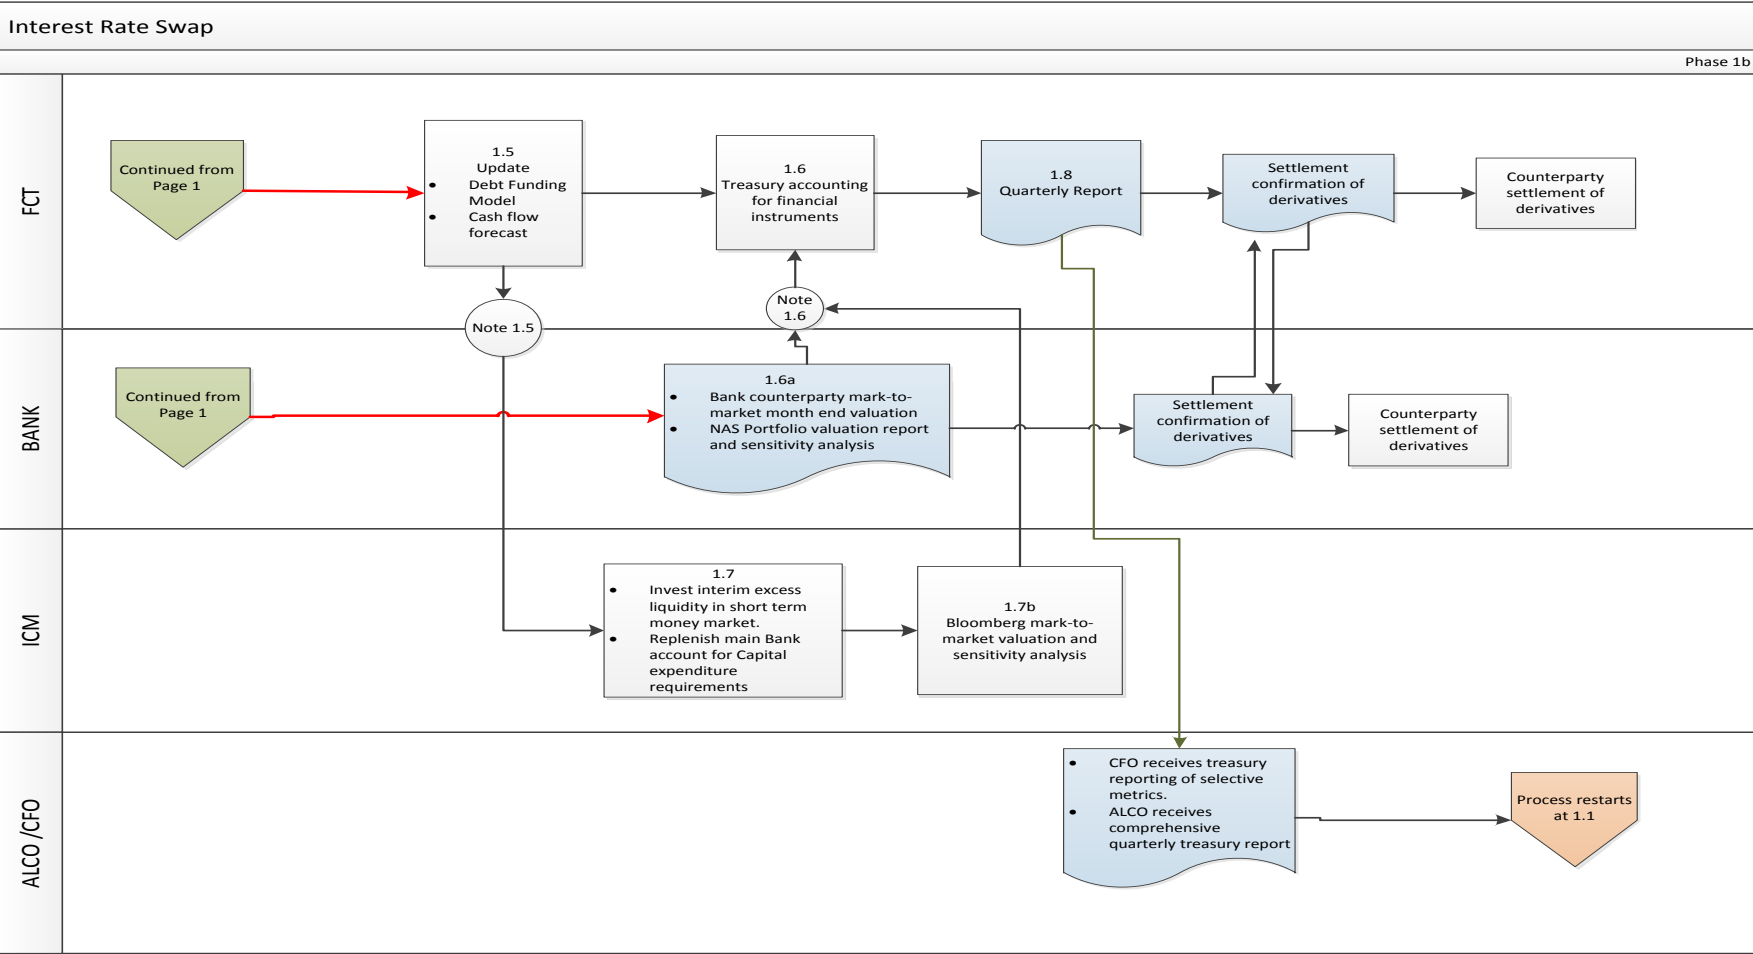 Interest Rate Swap
Phase 1b
FCT
Continued from
Page 1
1.5
Update
• Debt Funding
Model
• Cash flow
forecast
1.6
Treasury accounting
for financial
instruments
1.8
Quarterly Report
Settlement
confirmation of
derivatives
Counterparty
settlement of
derivatives
Note 1.5
Note
1.6
BANK
Continued from
Page 1
1.6a
• Bank counterparty mark-to-
market month end valuation
• NAS Portfolio valuation report
and sensitivity analysis
Settlement
confirmation of
derivatives
Counterparty
settlement of
derivatives
ICM
1.7
• Invest interim excess
liquidity in short term
money market.
• Replenish main Bank
account for Capital
expenditure
requirements
1.7b
Bloomberg mark-to-
market valuation and
sensitivity analysis
ALCO /CFO
• CFO receives treasury
reporting of selective
metrics.
• ALCO receives
comprehensive
quarterly treasury report
Process restarts
at 1.1